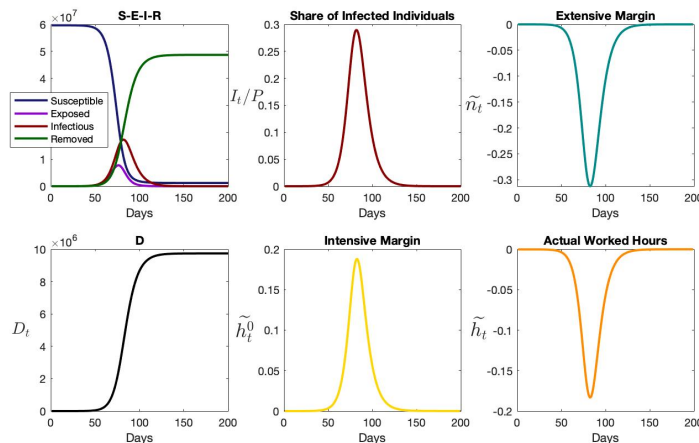 S-E-I-R
×10⁷
6
5
4
3
2
1
0
Susceptible
Exposed
Infectious
Removed
0 50 100 150 200
Days
Share of Infected Individuals
I_t/P
0.3
0.25
0.2
0.15
0.1
0.05
0
0 50 100 150 200
Days
Extensive Margin
ñ_t
0
-0.05
-0.1
-0.15
-0.2
-0.25
-0.3
0 50 100 150 200
Days
D
×10⁶
D_t
10
8
6
4
2
0
0 50 100 150 200
Days
Intensive Margin
h̃_t^0
0.2
0.15
0.1
0.05
0
0 50 100 150 200
Days
Actual Worked Hours
h̃_t
0
-0.05
-0.1
-0.15
-0.2
0 50 100 150 200
Days